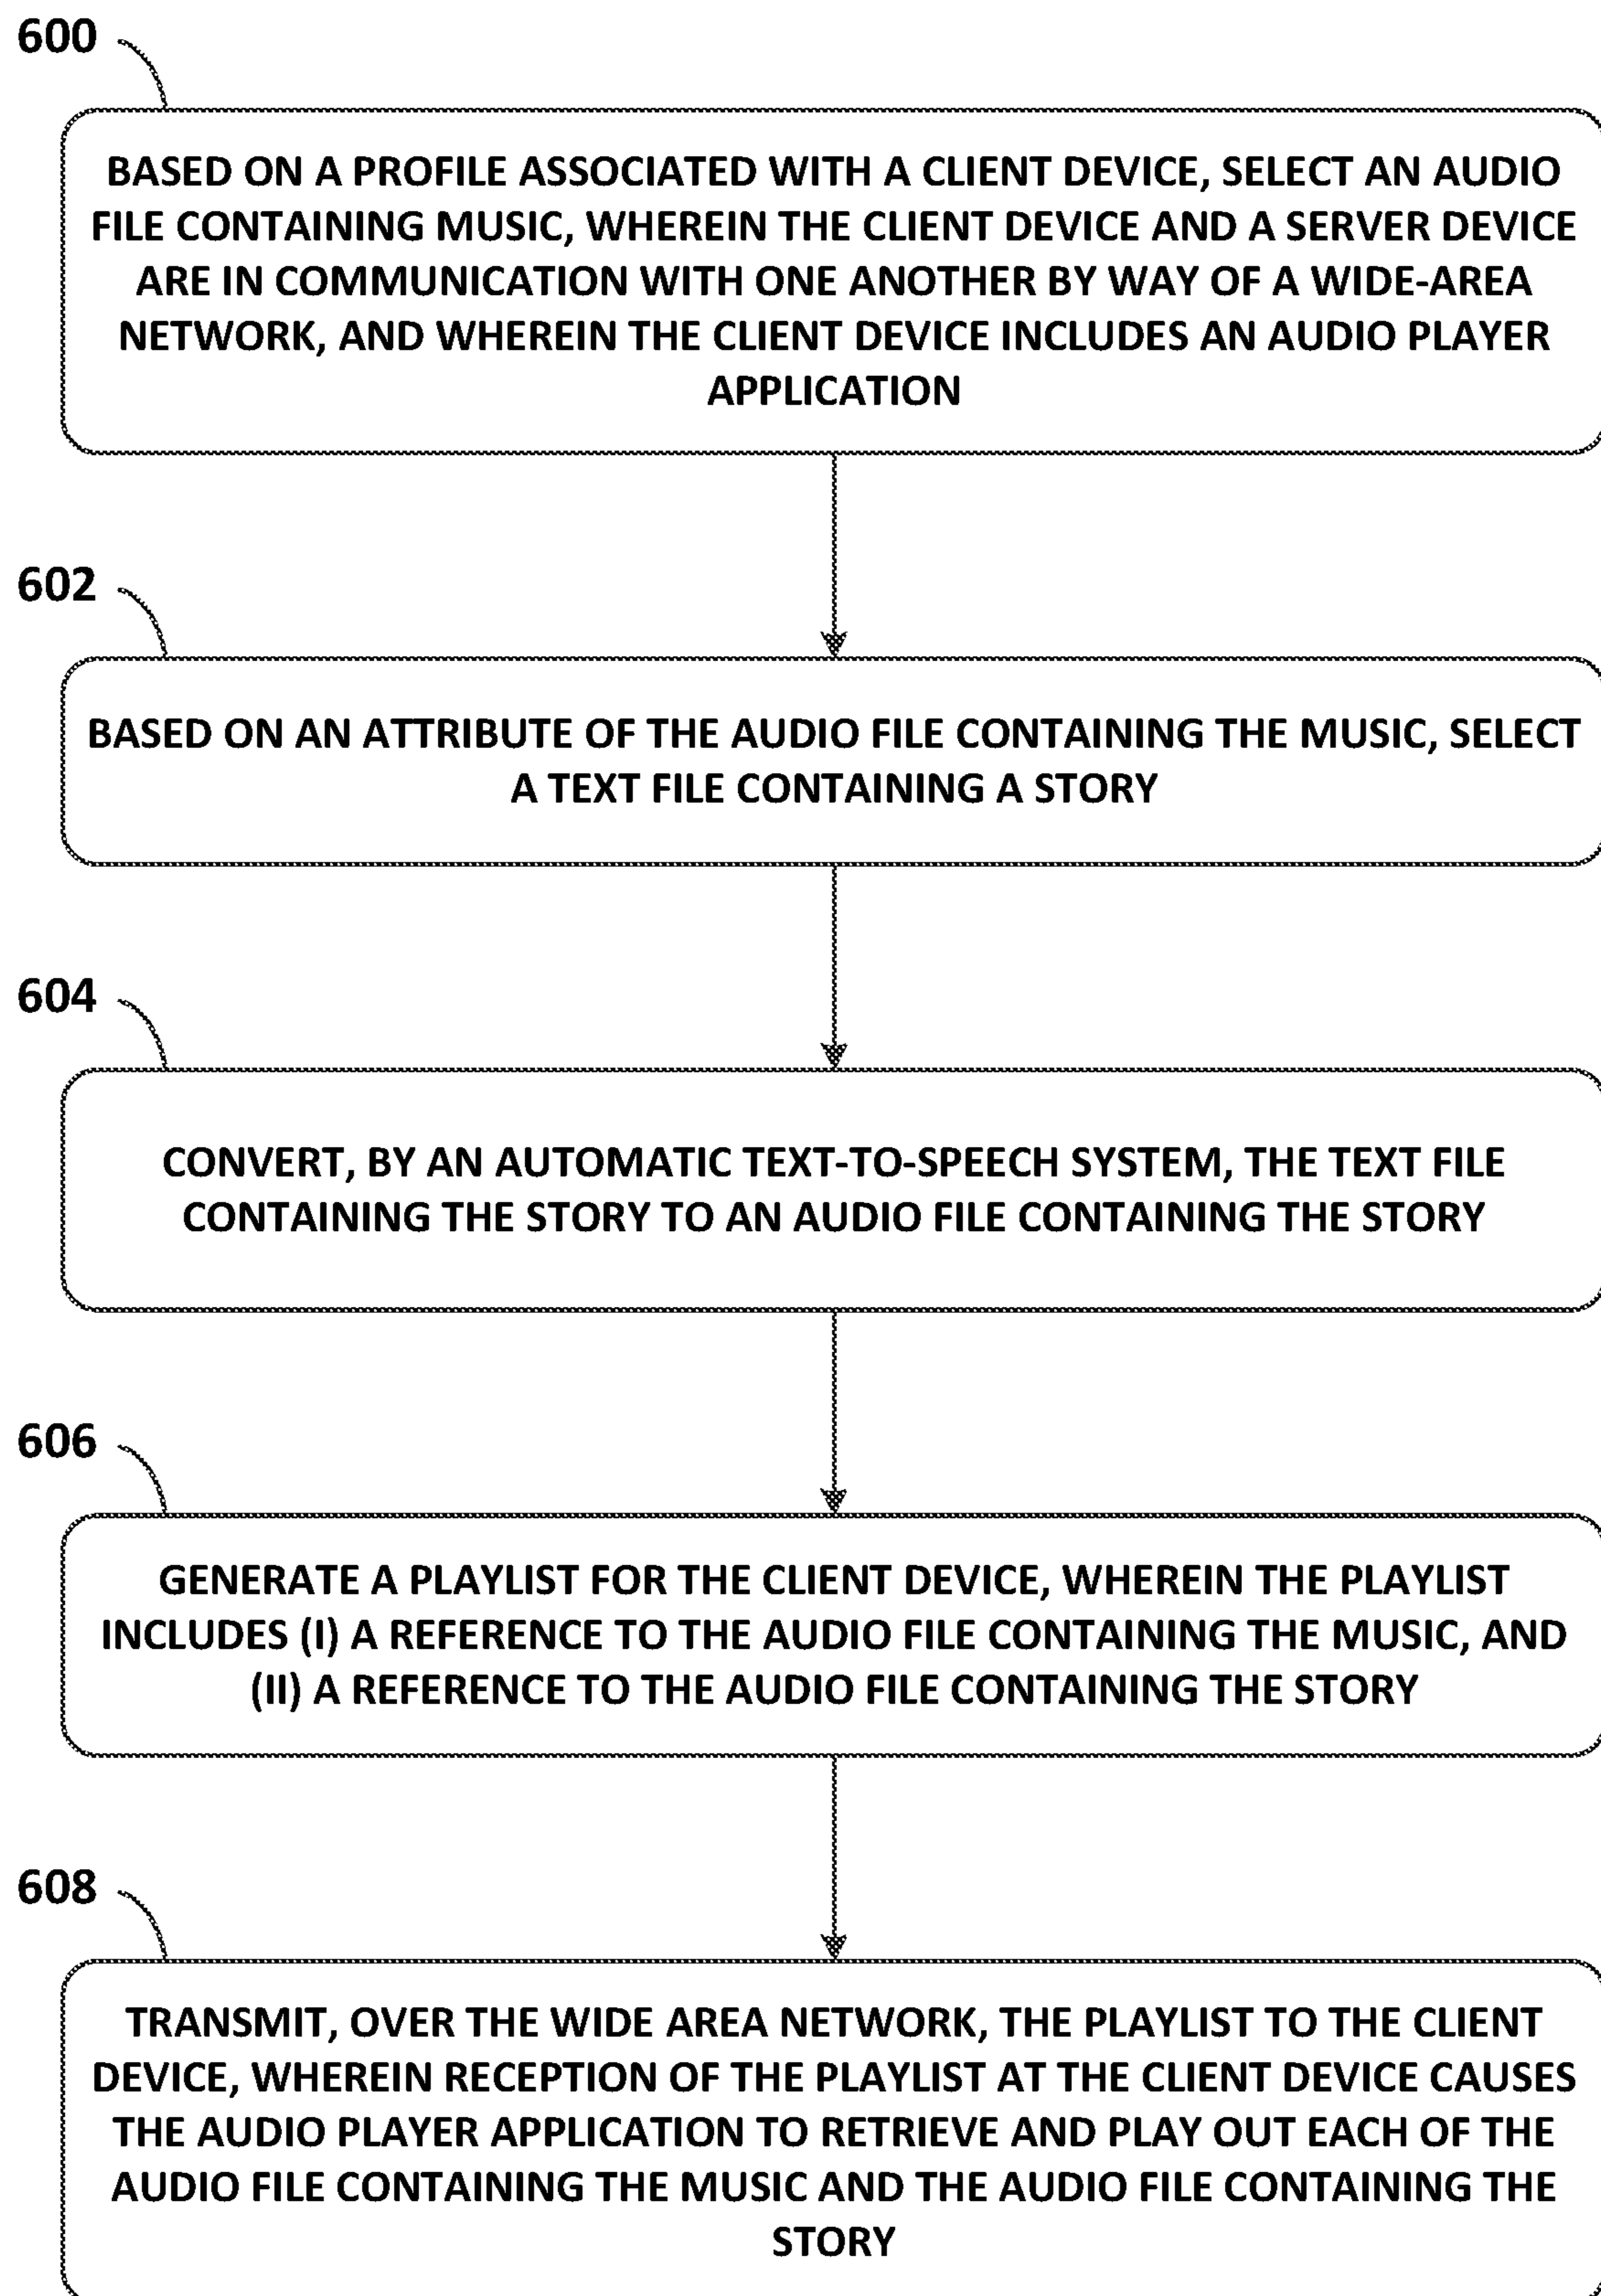 600
BASED ON A PROFILE ASSOCIATED WITH A CLIENT DEVICE, SELECT AN AUDIO
FILE CONTAINING MUSIC, WHEREIN THE CLIENT DEVICE AND A SERVER DEVICE
ARE IN COMMUNICATION WITH ONE ANOTHER BY WAY OF A WIDE-AREA
NETWORK, AND WHEREIN THE CLIENT DEVICE INCLUDES AN AUDIO PLAYER
APPLICATION
602
BASED ON AN ATTRIBUTE OF THE AUDIO FILE CONTAINING THE MUSIC, SELECT
A TEXT FILE CONTAINING A STORY
604
CONVERT, BY AN AUTOMATIC TEXT-TO-SPEECH SYSTEM, THE TEXT FILE
CONTAINING THE STORY TO AN AUDIO FILE CONTAINING THE STORY
606
GENERATE A PLAYLIST FOR THE CLIENT DEVICE, WHEREIN THE PLAYLIST
INCLUDES (I) A REFERENCE TO THE AUDIO FILE CONTAINING THE MUSIC, AND
(II) A REFERENCE TO THE AUDIO FILE CONTAINING THE STORY
608
TRANSMIT, OVER THE WIDE AREA NETWORK, THE PLAYLIST TO THE CLIENT
DEVICE, WHEREIN RECEPTION OF THE PLAYLIST AT THE CLIENT DEVICE CAUSES
THE AUDIO PLAYER APPLICATION TO RETRIEVE AND PLAY OUT EACH OF THE
AUDIO FILE CONTAINING THE MUSIC AND THE AUDIO FILE CONTAINING THE
STORY